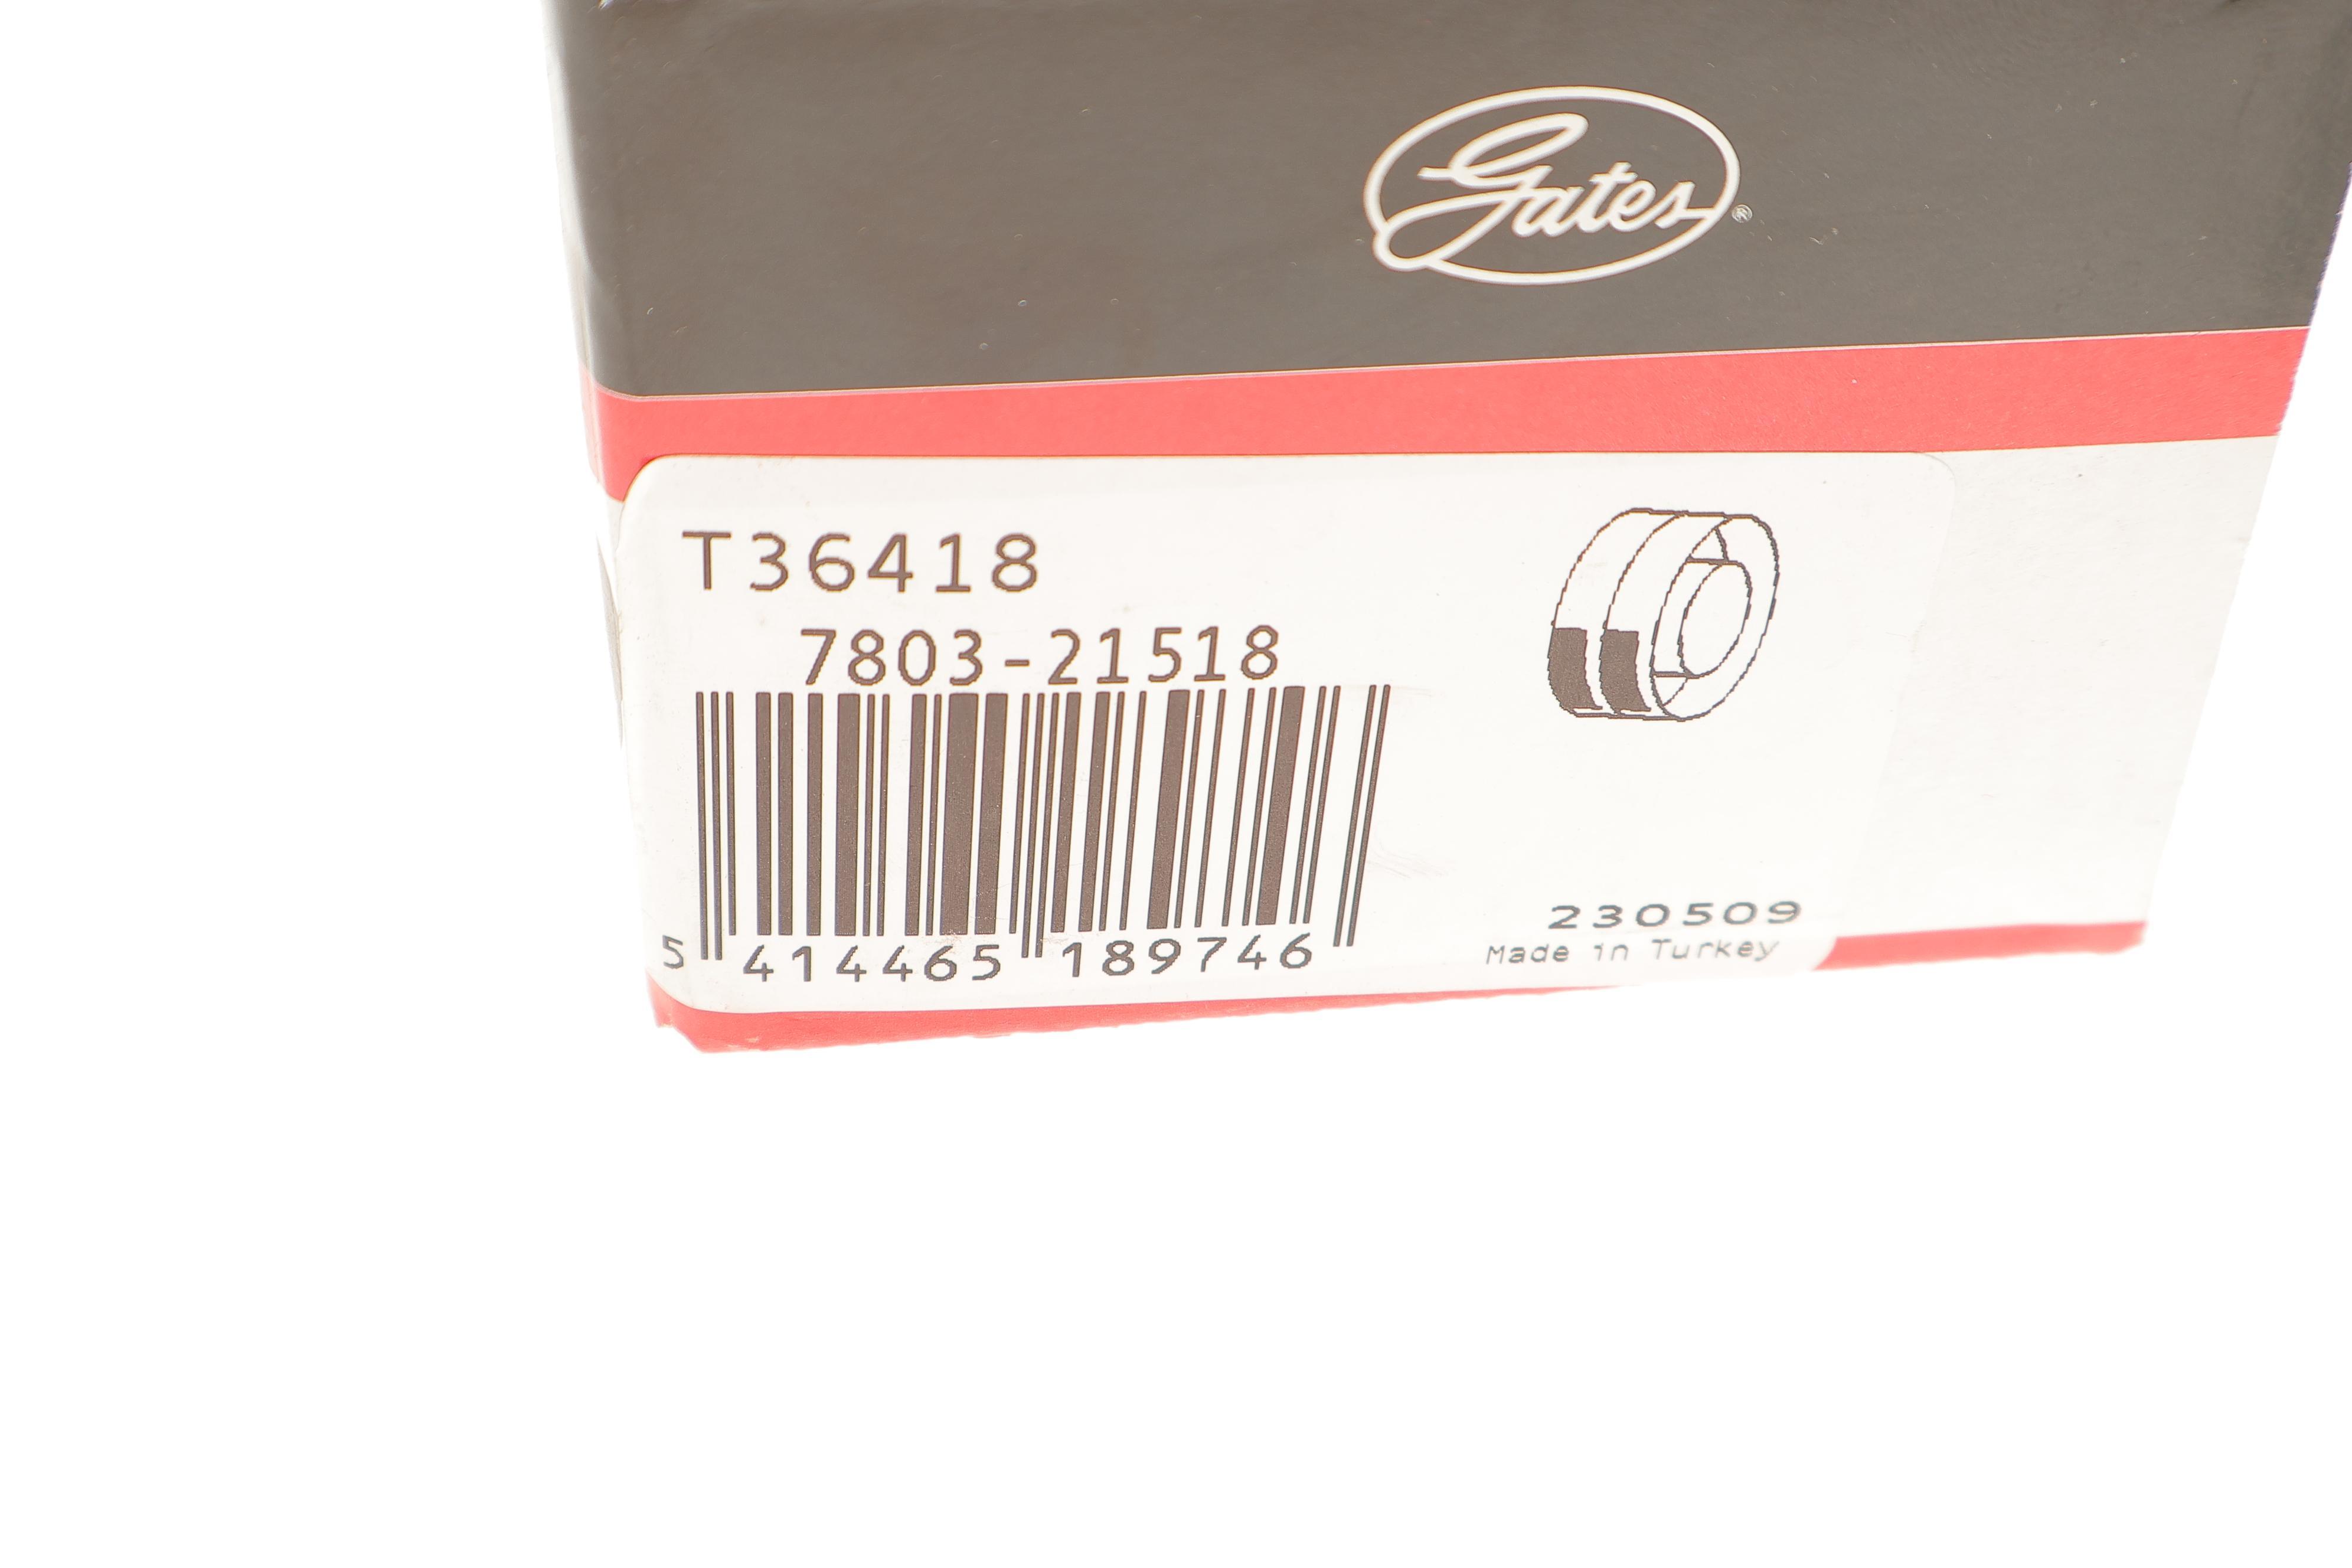 Gates®
T36418
7803-21518
5 414465 189746
230509
Made in Turkey